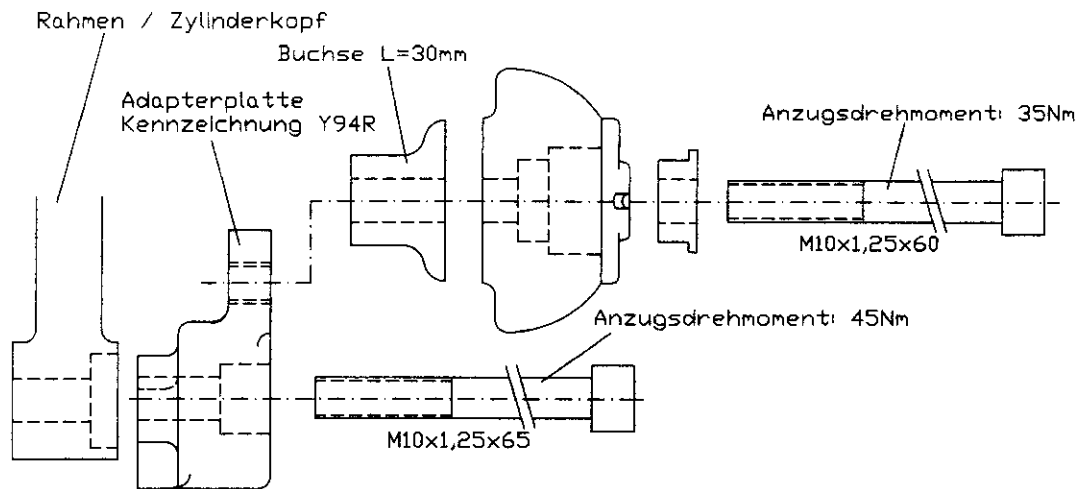 Rahmen / Zylinderkopf
Buchse L=30mm
Adapterplatte
Kennzeichnung Y94R
Anzugsdrehmoment: 35Nm
M10x1,25x60
Anzugsdrehmoment: 45Nm
M10x1,25x65